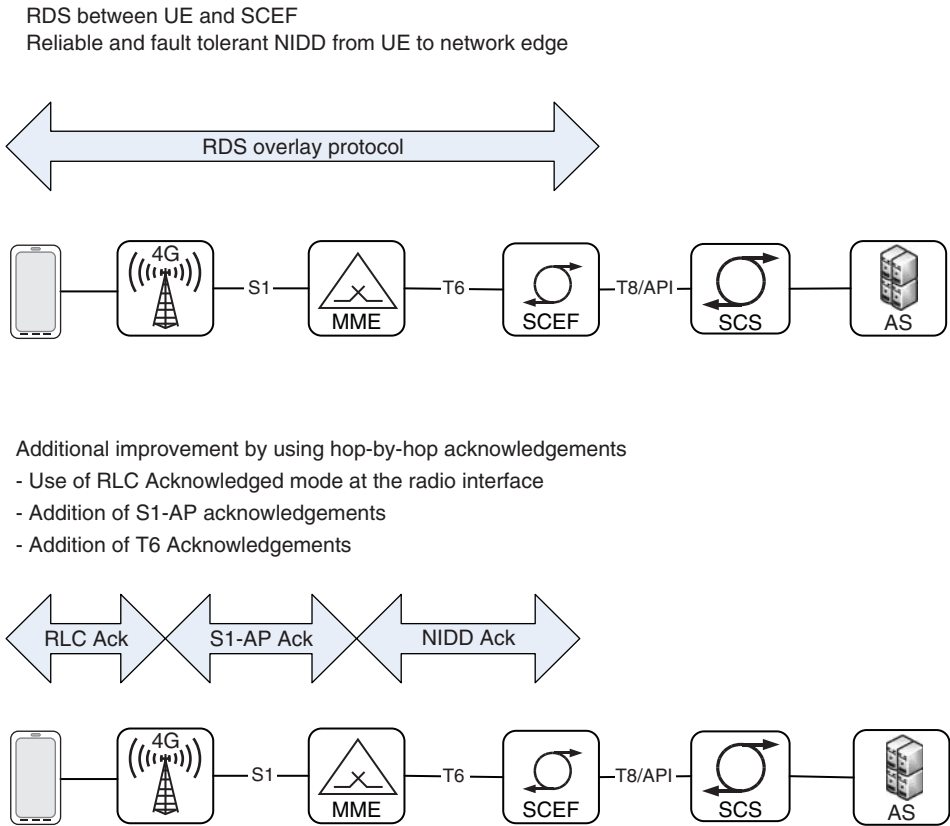 RDS between UE and SCEF
Reliable and fault tolerant NIDD from UE to network edge
RDS overlay protocol
4G
S1
MME
T6
SCEF
T8/API
SCS
AS
Additional improvement by using hop-by-hop acknowledgements
- Use of RLC Acknowledged mode at the radio interface
- Addition of S1-AP acknowledgements
- Addition of T6 Acknowledgements
RLC Ack
S1-AP Ack
NIDD Ack
4G
S1
MME
T6
SCEF
T8/API
SCS
AS